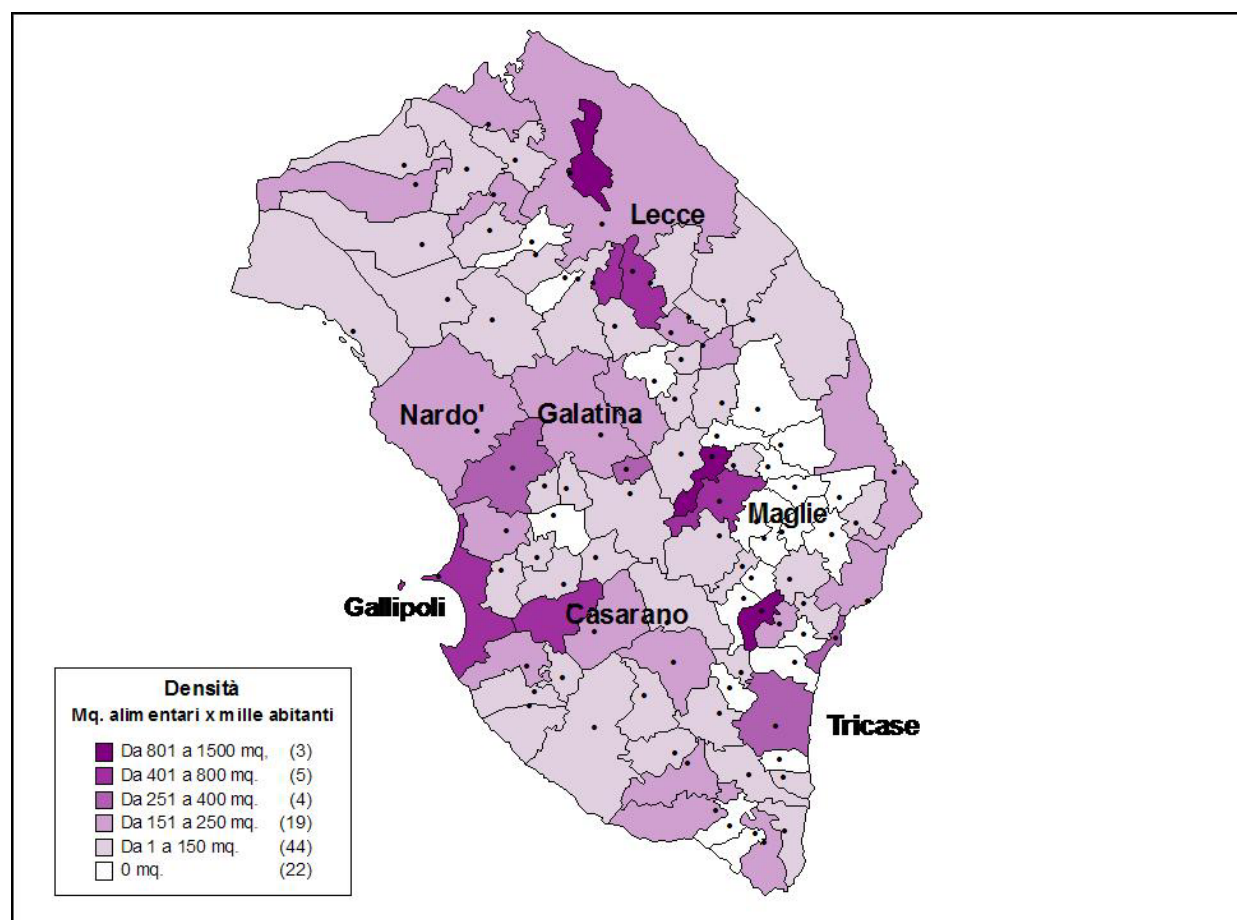 Lecce
Nardo'
Galatina
Maglie
Gallipoli
Casarano
Tricase
Densità
Mq. alimentari x mille abitanti
Da 801 a 1500 mq, (3)
Da 401 a 800 mq. (5)
Da 251 a 400 mq. (4)
Da 151 a 250 mq. (19)
Da 1 a 150 mq. (44)
0 mq. (22)